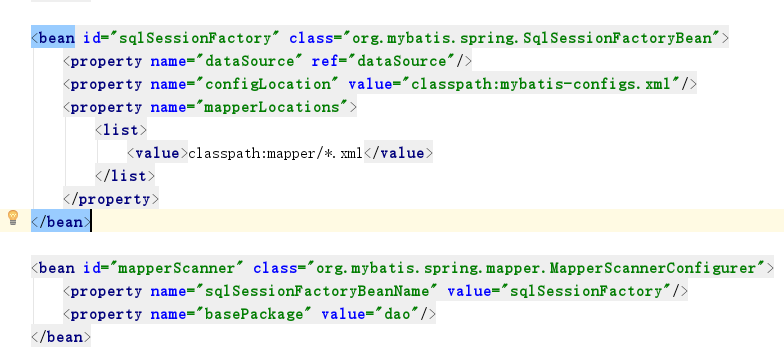 <bean id="sqlSessionFactory" class="org.mybatis.spring.SqlSessionFactoryBean">
<property name="dataSource" ref="dataSource"/>
<property name="configLocation" value="classpath:mybatis-configs.xml"/>
<property name="mapperLocations">
<list>
<value>classpath:mapper/*.xml</value>
</list>
</property>
</bean>
<bean id="mapperScanner" class="org.mybatis.spring.mapper.MapperScannerConfigurer">
<property name="sqlSessionFactoryBeanName" value="sqlSessionFactory"/>
<property name="basePackage" value="dao"/>
</bean>